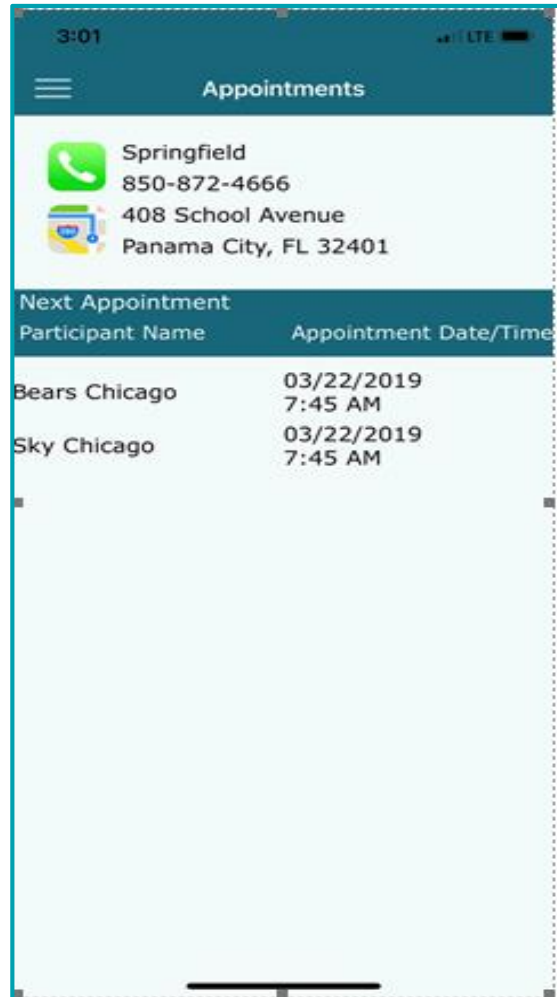 3:01 LTE
Appointments
Springfield
850-872-4666
408 School Avenue
Panama City, FL 32401
Next Appointment
Participant Name Appointment Date/Time
Bears Chicago 03/22/2019
7:45 AM
Sky Chicago 03/22/2019
7:45 AM